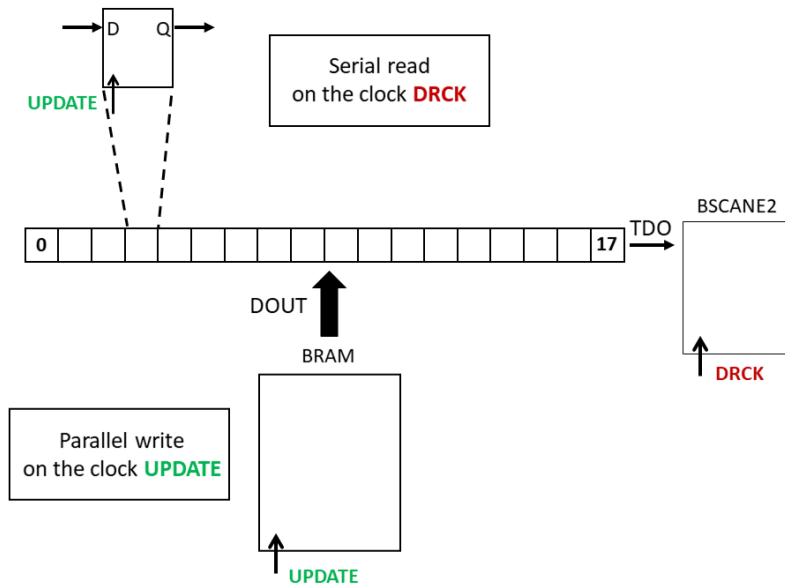 D Q
UPDATE
Serial read
on the clock DRCK
BSCANE2
0
17
TDO
DOUT
BRAM
DRCK
Parallel write
on the clock UPDATE
UPDATE